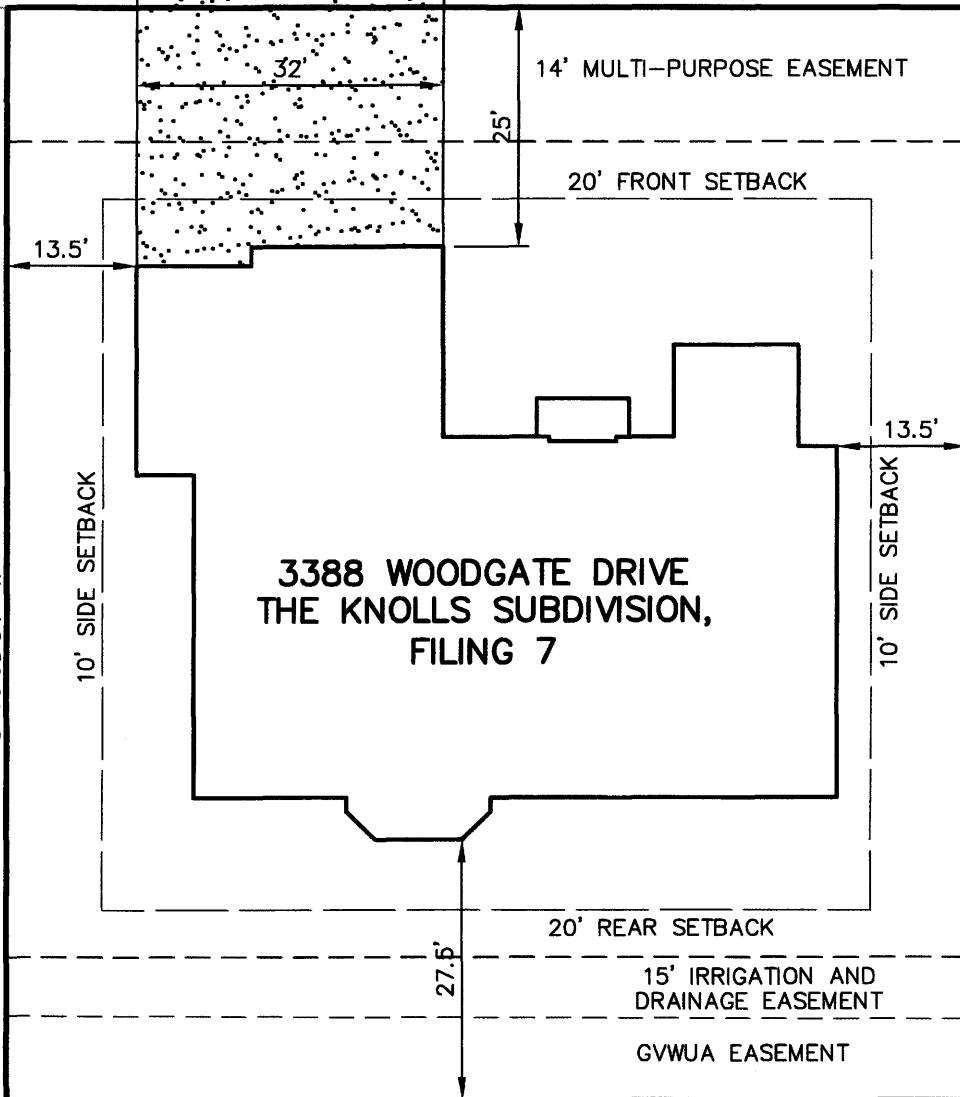 32'
14' MULTI-PURPOSE EASEMENT
25'
20' FRONT SETBACK
13.5'
13.5'
10' SIDE SETBACK
10' SIDE SETBACK
3388 WOODGATE DRIVE
THE KNOLLS SUBDIVISION,
FILING 7
20' REAR SETBACK
27.5'
15' IRRIGATION AND
DRAINAGE EASEMENT
GVWUA EASEMENT